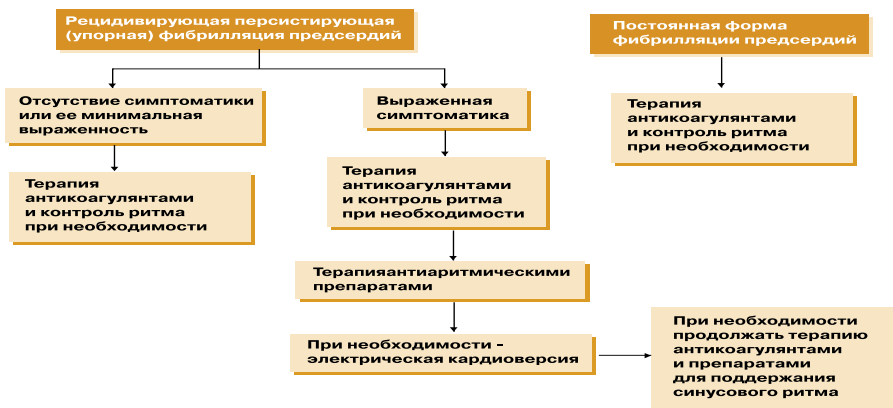 Рецидивирующая персистирующая
(упорная) фибрилляция предсердий
Постоянная форма
фибрилляции предсердий
Отсутствие симптоматики
или ее минимальная
выраженность
Выраженная
симптоматика
Терапия
антикоагулянтами
и контроль ритма
при необходимости
Терапия
антикоагулянтами
и контроль ритма
при необходимости
Терапия
антикоагулянтами
и контроль ритма
при необходимости
Терапияантиаритмическими
препаратами
При необходимости -
электрическая кардиоверсия
При необходимости
продолжать терапию
антикоагулянтами
и препаратами
для поддержания
синусового ритма